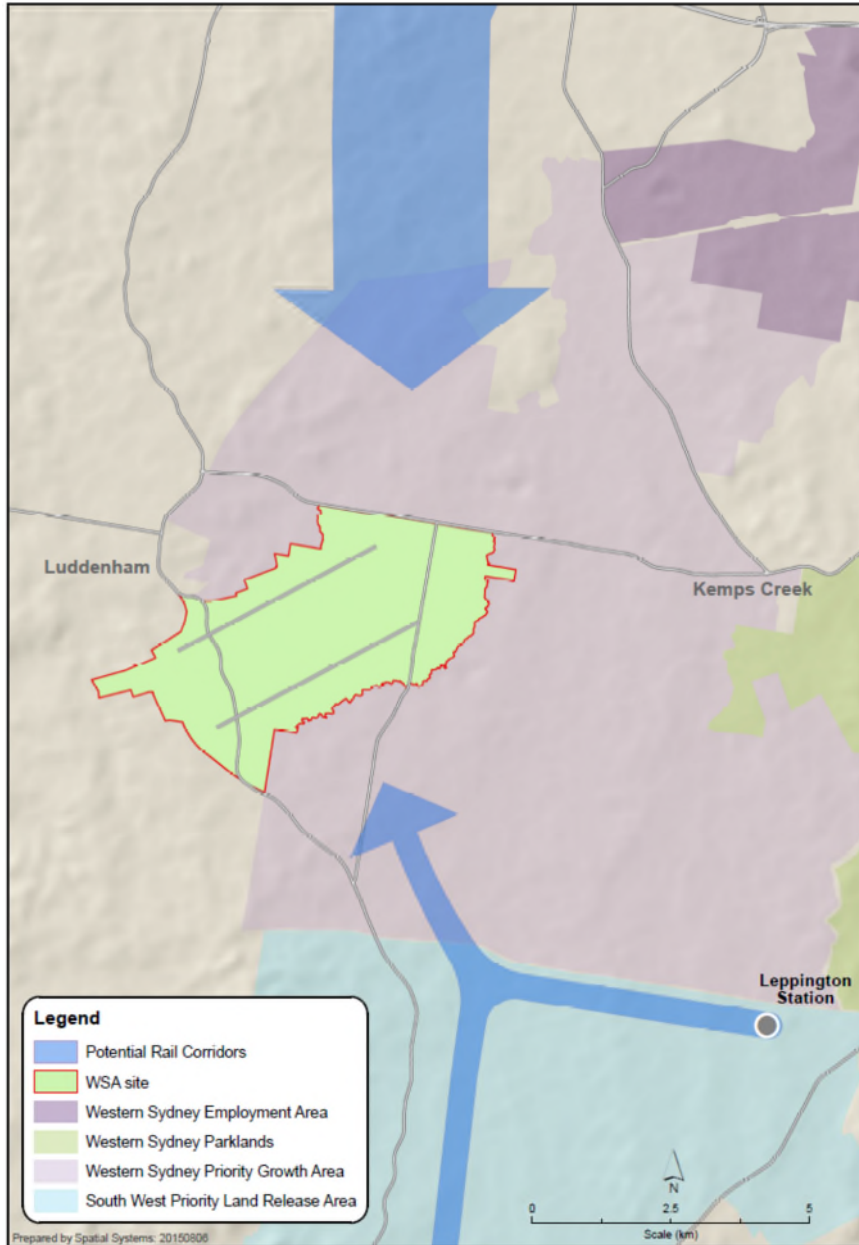 Luddenham
Kemps Creek
Leppington
Station
Legend
Potential Rail Corridors
WSA site
Western Sydney Employment Area
Western Sydney Parklands
Western Sydney Priority Growth Area
South West Priority Land Release Area
N
0 2.5 5
Scale (km)
Prepared by Spatial Systems: 20150806